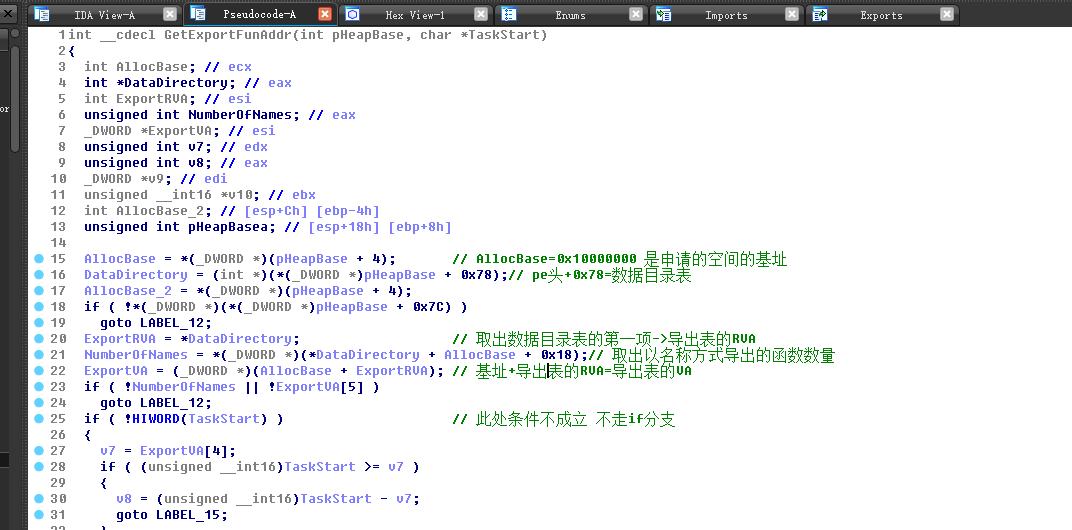 IDA View-A Pseudocode-A Hex View-1 Enums Imports Exports
or
1 int __cdecl GetExportFunAddr(int pHeapBase, char *TaskStart)
2 {
3 int AllocBase; // ecx
4 int *DataDirectory; // eax
5 int ExportRVA; // esi
6 unsigned int NumberOfNames; // eax
7 _DWORD *ExportVA; // esi
8 unsigned int v7; // edx
9 unsigned int v8; // eax
10 _DWORD *v9; // edi
11 unsigned __int16 *v10; // ebx
12 int AllocBase_2; // [esp+Ch] [ebp-4h]
13 unsigned int pHeapBasea; // [esp+18h] [ebp+8h]
14
15 AllocBase = *(_DWORD *)(pHeapBase + 4); // AllocBase=0x10000000 是申请的空间的基址
16 DataDirectory = (int *)(*(_DWORD *)pHeapBase + 0x78);// pe头+0x78=数据目录表
17 AllocBase_2 = *(_DWORD *)(pHeapBase + 4);
18 if ( !*(_DWORD *)(*(_DWORD *)pHeapBase + 0x7C) )
19 goto LABEL_12;
20 ExportRVA = *DataDirectory; // 取出数据目录表的第一项->导出表的RVA
21 NumberOfNames = *(_DWORD *)(*DataDirectory + AllocBase + 0x18);// 取出以名称方式导出的函数数量
22 ExportVA = (_DWORD *)(AllocBase + ExportRVA); // 基址+导出表的RVA=导出表的VA
23 if ( !NumberOfNames || !ExportVA[5] )
24 goto LABEL_12;
25 if ( !HIWORD(TaskStart) ) // 此处条件不成立 不走if分支
26 {
27 v7 = ExportVA[4];
28 if ( (unsigned __int16)TaskStart >= v7 )
29 {
30 v8 = (unsigned __int16)TaskStart - v7;
31 goto LABEL_15;